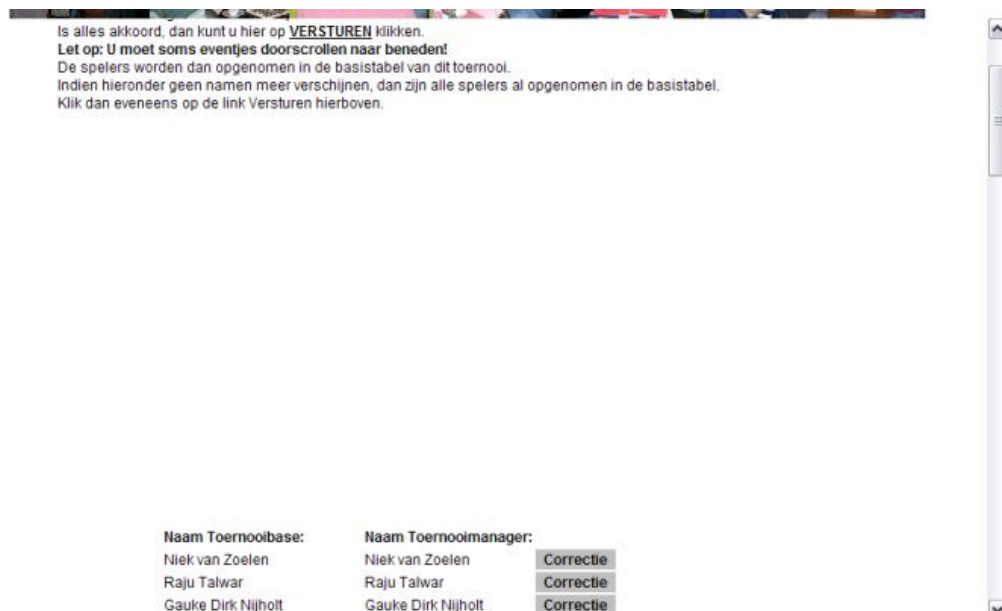 Is alles akkoord, dan kunt u hier op VERSTUREN klikken.
Let op: U moet soms eventjes doorscrollen naar beneden!
De spelers worden dan opgenomen in de basistabel van dit toernooi.
Indien hieronder geen namen meer verschijnen, dan zijn alle spelers al opgenomen in de basistabel.
Klik dan eveneens op de link Versturen hierboven.
Naam Toernooibase: Naam Toernooimanager:
Niek van Zoelen Niek van Zoelen Correctie
Raju Talwar Raju Talwar Correctie
Gauke Dirk Nijholt Gauke Dirk Nijholt Correctie